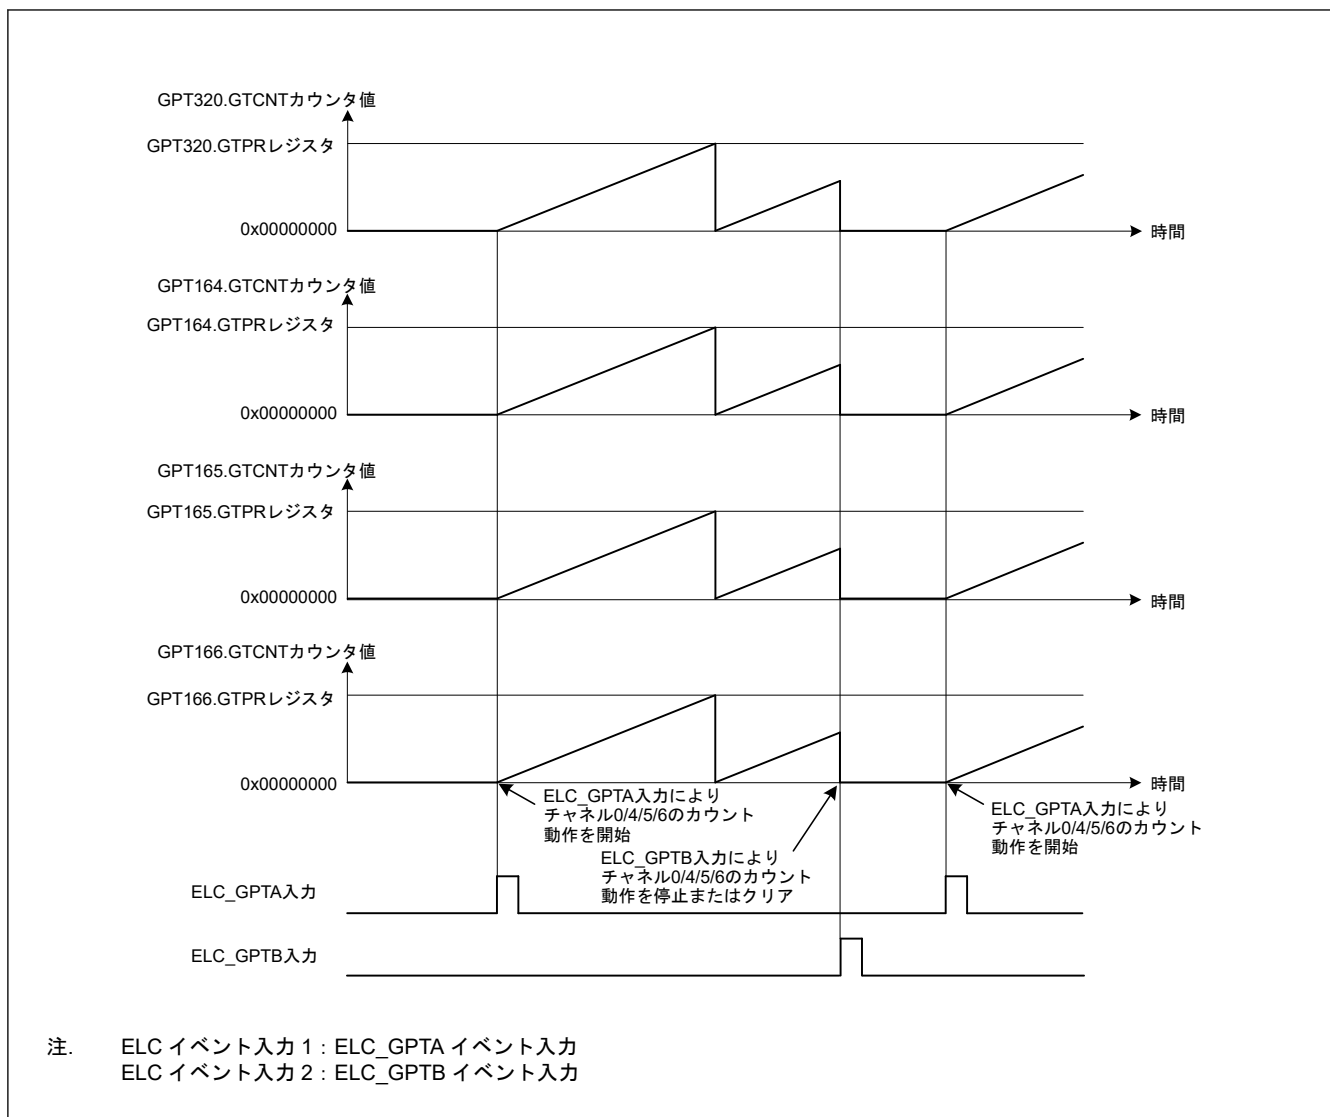 GPT320.GTCNTカウンタ値
GPT320.GTPRレジスタ
0x00000000
時間
GPT164.GTCNTカウンタ値
GPT164.GTPRレジスタ
0x00000000
時間
GPT165.GTCNTカウンタ値
GPT165.GTPRレジスタ
0x00000000
時間
GPT166.GTCNTカウンタ値
GPT166.GTPRレジスタ
0x00000000
時間
ELC_GPTA入力により
チャネル0/4/5/6のカウント
動作を開始
ELC_GPTB入力により
チャネル0/4/5/6のカウント
動作を停止またはクリア
ELC_GPTA入力により
チャネル0/4/5/6のカウント
動作を開始
ELC_GPTA入力
ELC_GPTB入力
注. ELC イベント入力 1 : ELC_GPTA イベント入力
ELC イベント入力 2 : ELC_GPTB イベント入力